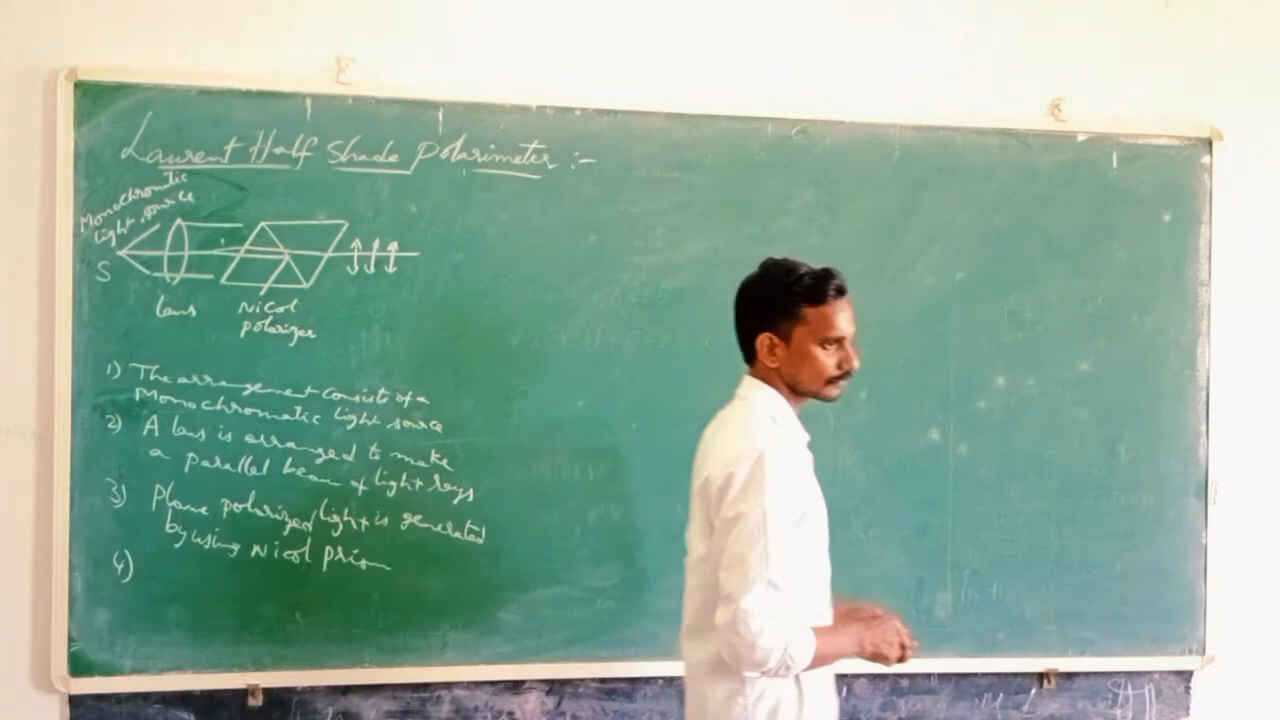 Laurent Half Shade Polarimeter :-
Monochromatic
light source
S
lens
Nicol
polarizer
1) The arrangement consists of a
Monochromatic light source
2) A lens is arranged to make
a parallel beam of light rays
3) Plane polarized light is generated
by using Nicol prism
4)